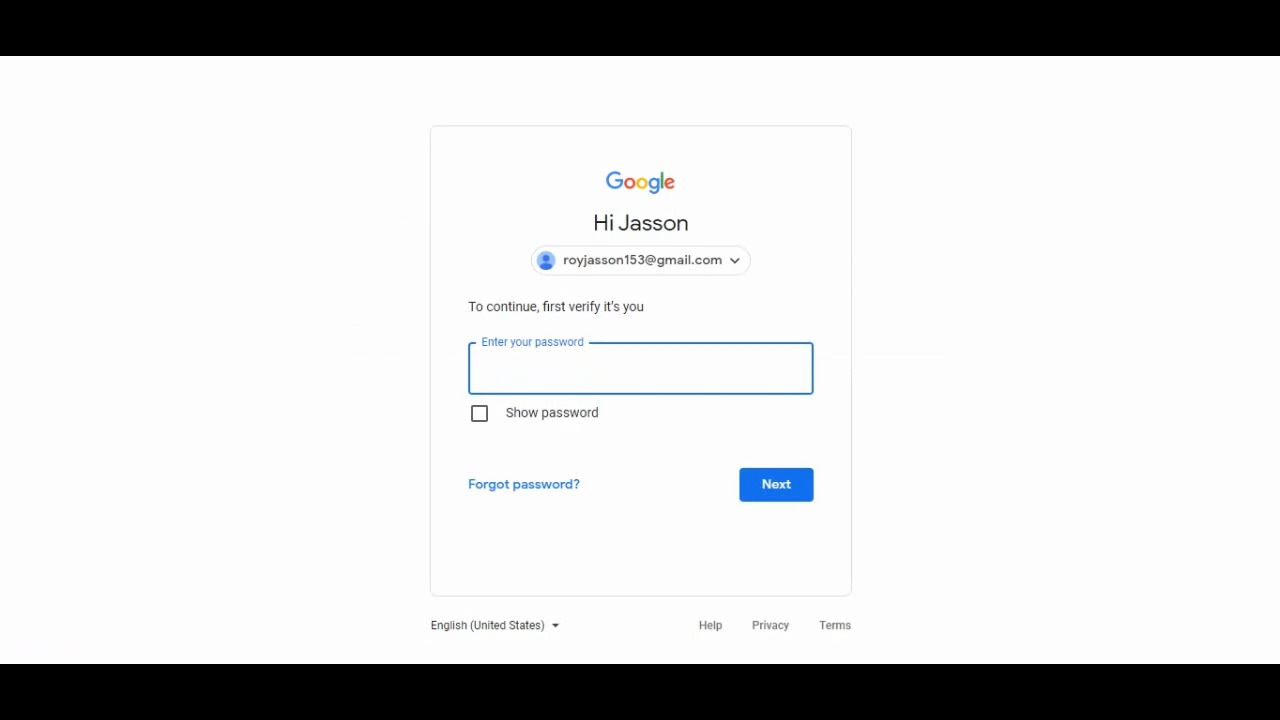 Google
Hi Jasson
royjasson153@gmail.com
To continue, first verify it's you
Enter your password
Show password
Forgot password?
Next
English (United States)
Help Privacy Terms